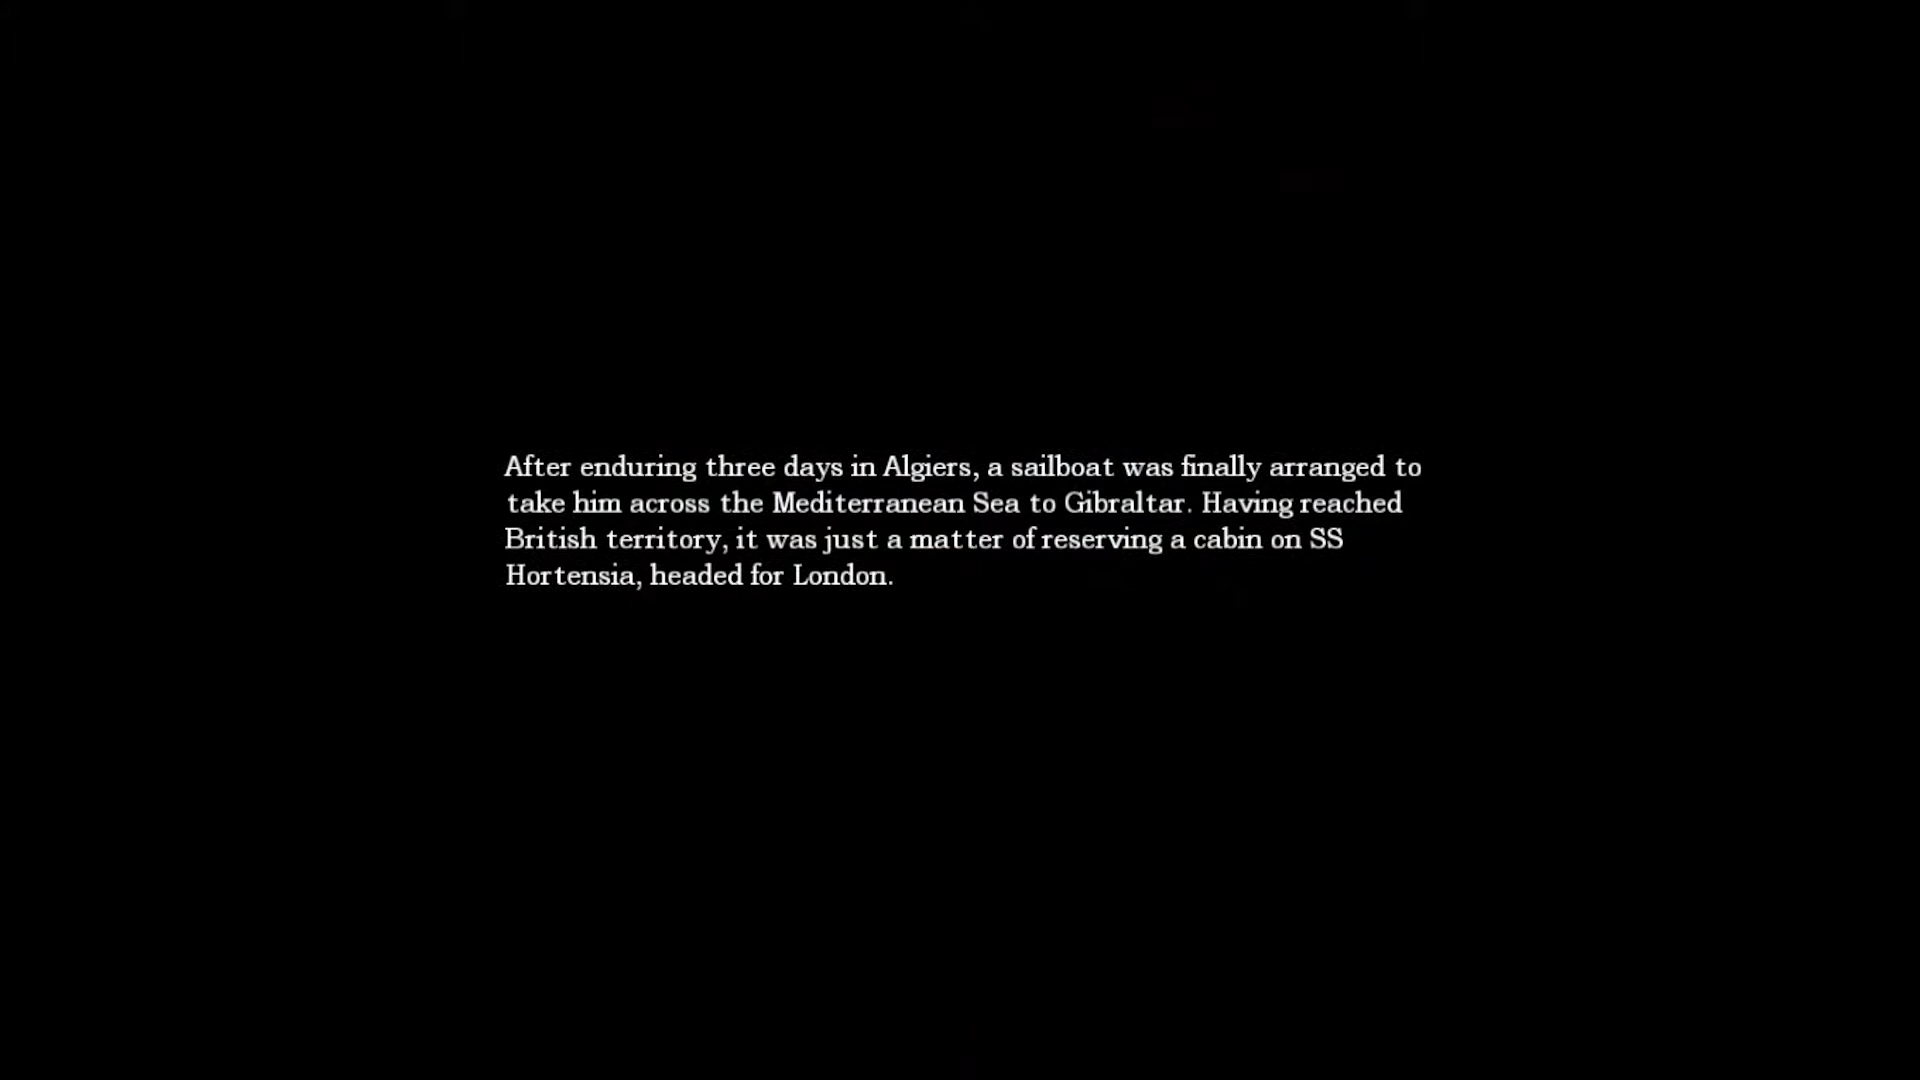 After enduring three days in Algiers, a sailboat was finally arranged to
take him across the Mediterranean Sea to Gibraltar. Having reached
British territory, it was just a matter of reserving a cabin on SS
Hortensia, headed for London.